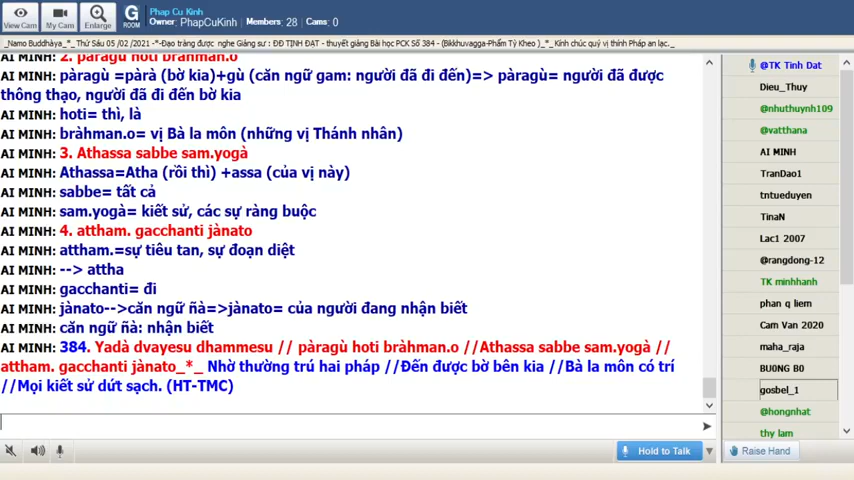 View Cam
My Cam
Enlarge
G
ROOM
Phap Cu Kinh
Owner: PhapCuKinh | Members: 28 | Cams: 0
_Namo Buddhàya_*_ Thứ Sáu 05 /02 /2021 -*-Đạo tràng được nghe Giảng sư : ĐĐ TỊNH ĐẠT - thuyết giảng Bài học PCK Số 384 - (Bikkhuvagga-Phẩm Tỳ Kheo )_*_ Kính chúc quý vị thính Pháp an lạc._
2. pàragù hoti bràhman.o
pàragù =pàrà (bờ kia)+gù (căn ngữ gam: người đã đi đến)=> pàragù= người đã được
thông thạo, người đã đi đến bờ kia
AI MINH: hoti= thì, là
AI MINH: bràhman.o= vị Bà la môn (những vị Thánh nhân)
AI MINH: 3. Athassa sabbe sam.yogà
AI MINH: Athassa=Atha (rồi thì) +assa (của vị này)
AI MINH: sabbe= tất cả
AI MINH: sam.yogà= kiết sử, các sự ràng buộc
AI MINH: 4. attham. gacchanti jànato
AI MINH: attham.=sự tiêu tan, sự đoạn diệt
AI MINH: --> attha
AI MINH: gacchanti= đi
AI MINH: jànato-->căn ngữ ñà=>jànato= của người đang nhận biết
AI MINH: căn ngữ ñà: nhận biết
AI MINH: 384. Yadà dvayesu dhammesu // pàragù hoti bràhman.o //Athassa sabbe sam.yogà //
attham. gacchanti jànato_*_ Nhờ thường trú hai pháp //Đến được bờ bên kia //Bà la môn có trí
//Mọi kiết sử dứt sạch. (HT-TMC)
@TK Tinh Dat
Dieu_Thuy
@nhuthuynh109
@vatthana
AI MINH
TranDao1
tntueduyen
TinaN
Lac1 2007
@rangdong-12
TK minhhanh
phan q liem
Cam Van 2020
maha_raja
BU0NG B0
gosbel_1
@hongnhat
thy lam
Hold to Talk
Raise Hand